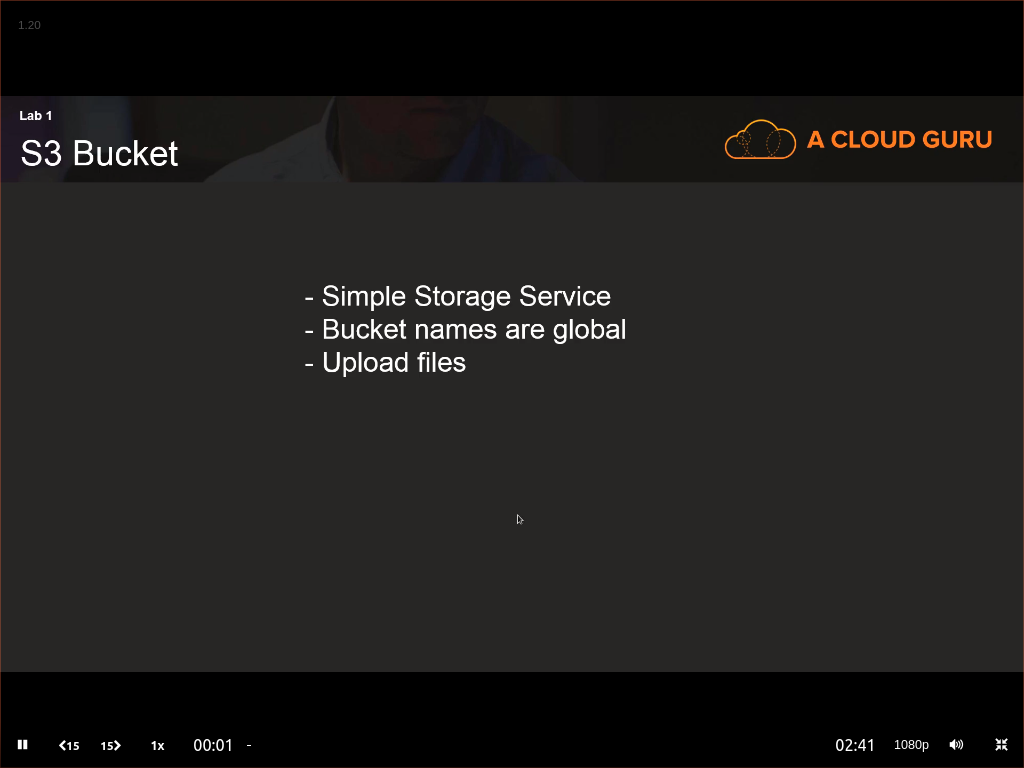 1.20
Lab 1
S3 Bucket
A CLOUD GURU
- Simple Storage Service
- Bucket names are global
- Upload files
15 15 1x 00:01 - 02:41 1080p